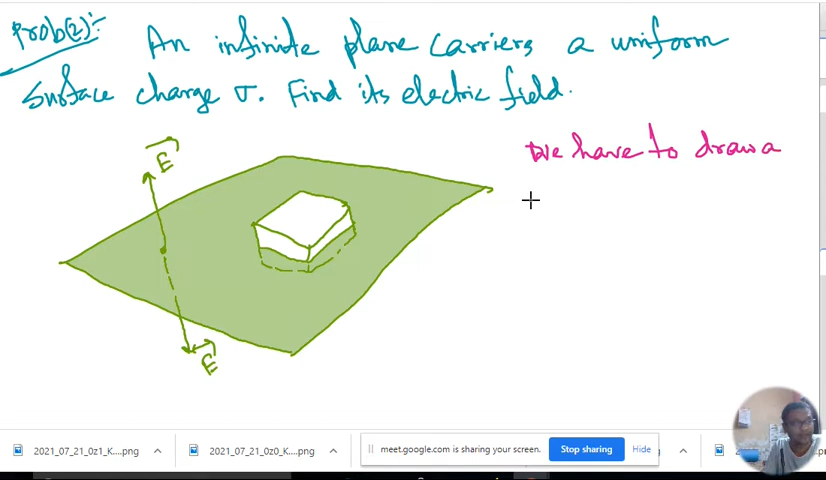 Prob(2):- An infinite plane carriers a uniform
surface charge σ. Find its electric field.
We have to draw a
E
E
2021_07_21_0z1_K....png
2021_07_21_0z0_K....png
meet.google.com is sharing your screen.
Stop sharing
Hide
2021_07_2